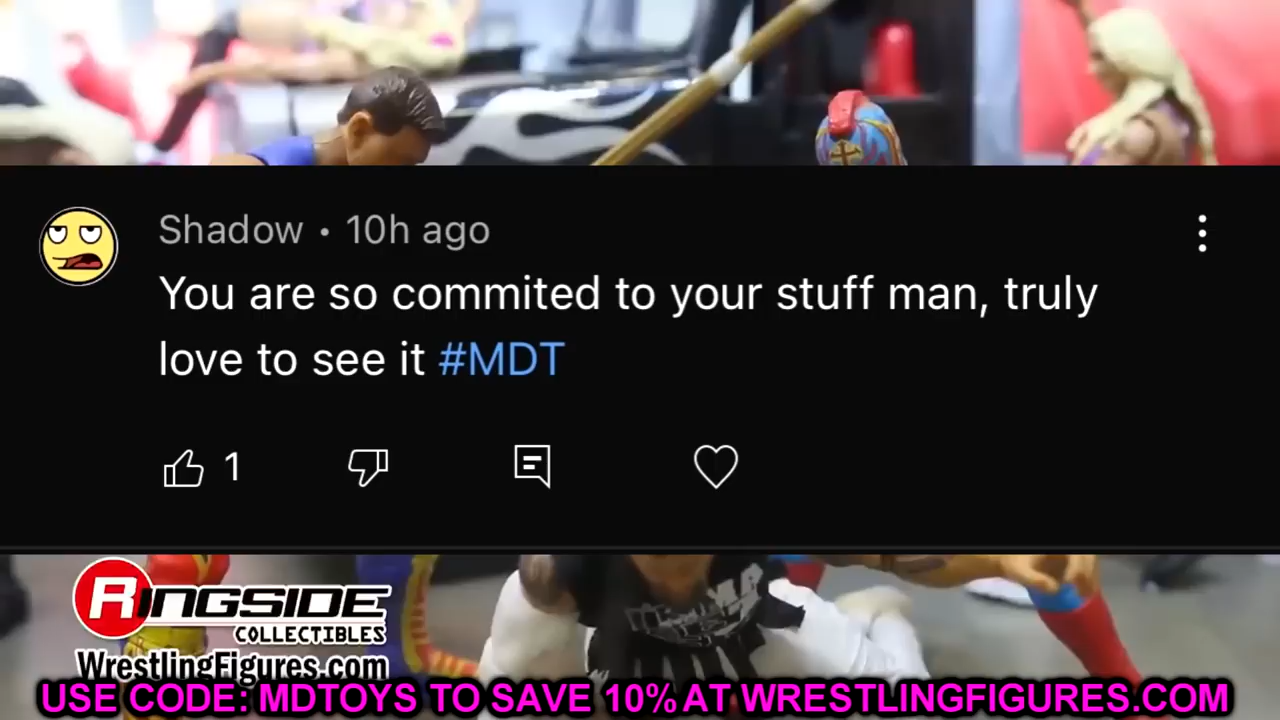 Shadow • 10h ago
You are so commited to your stuff man, truly
love to see it #MDT
1
RINGSIDE
COLLECTIBLES
WrestlingFigures.com
USE CODE: MDTOYS TO SAVE 10% AT WRESTLINGFIGURES.COM